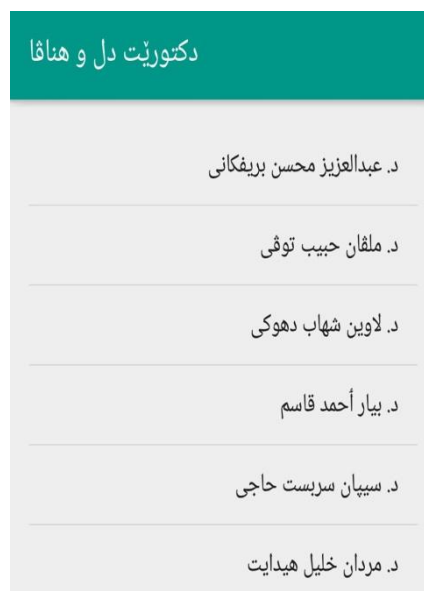 دکتورێت دل و هناڤا
د. عبدالعزیز محسن بریفکانی
د. ملڤان حبیب توڤی
د. لاوین شهاب دهوکی
د. بیار أحمد قاسم
د. سیپان سربست حاجی
د. مردان خلیل هیدایت